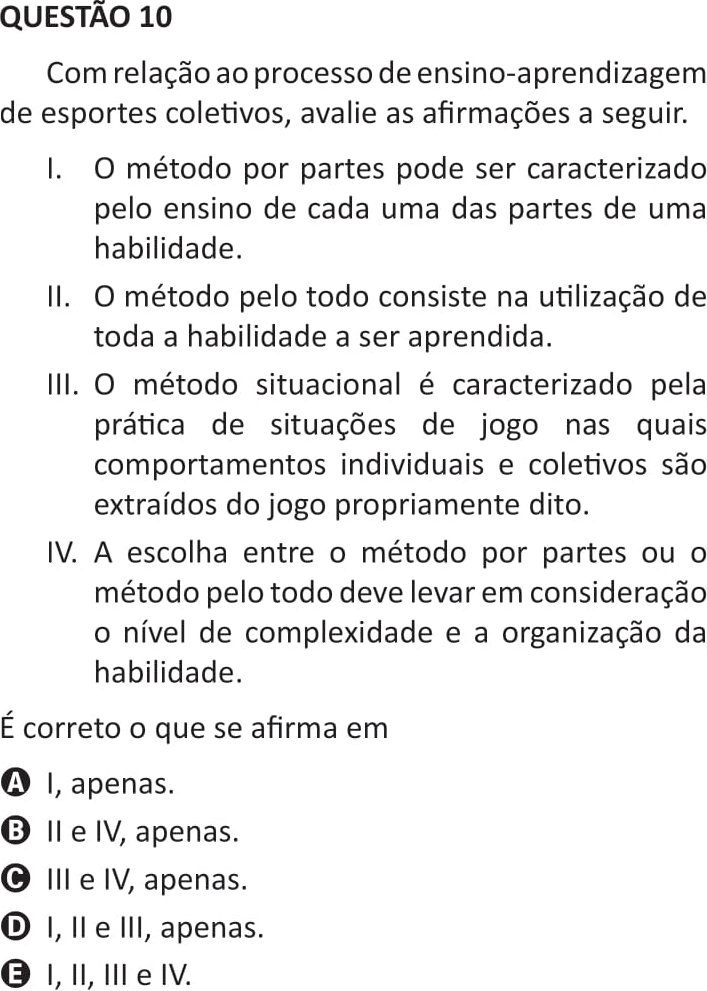 QUESTÃO 10
Com relação ao processo de ensino-aprendizagem
de esportes coletivos, avalie as afirmações a seguir.
I. O método por partes pode ser caracterizado
pelo ensino de cada uma das partes de uma
habilidade.
II. O método pelo todo consiste na utilização de
toda a habilidade a ser aprendida.
III. O método situacional é caracterizado pela
prática de situações de jogo nas quais
comportamentos individuais e coletivos são
extraídos do jogo propriamente dito.
IV. A escolha entre o método por partes ou o
método pelo todo deve levar em consideração
o nível de complexidade e a organização da
habilidade.
É correto o que se afirma em
A I, apenas.
B II e IV, apenas.
C III e IV, apenas.
D I, II e III, apenas.
E I, II, III e IV.